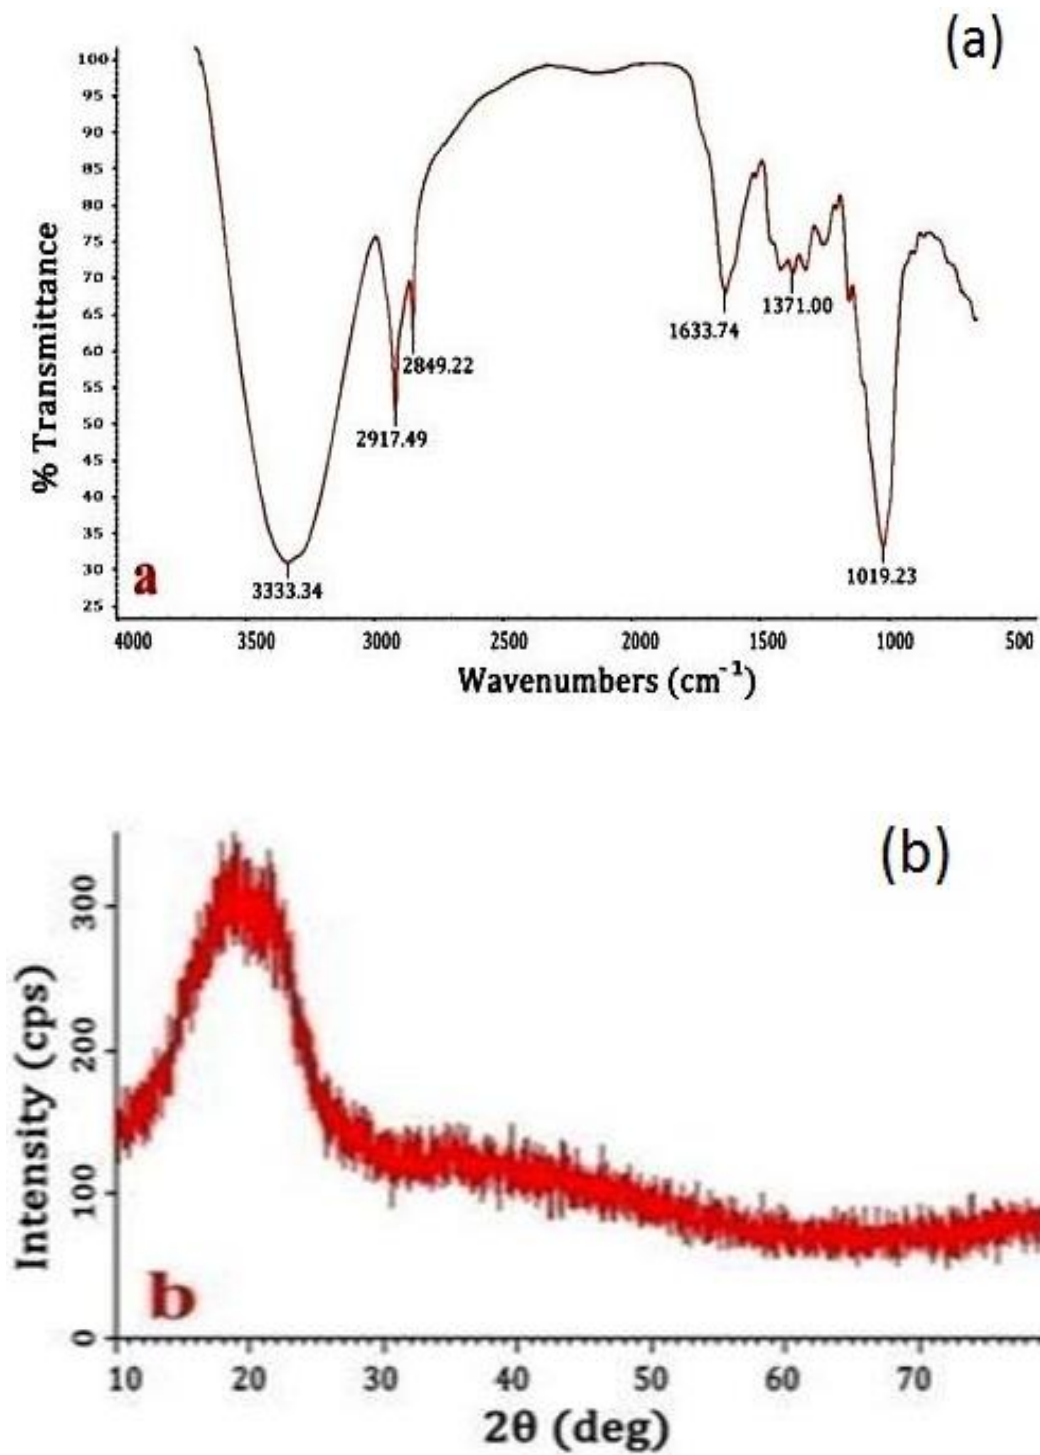 (a)
100
95
90
85
80
75
70
65
60
55
50
45
40
35
30
25
% Transmittance
a
3333.34
2917.49
2849.22
1633.74
1371.00
1019.23
4000 3500 3000 2500 2000 1500 1000 500
Wavenumbers (cm⁻¹)
(b)
300
200
100
0
Intensity (cps)
b
10 20 30 40 50 60 70
2θ (deg)